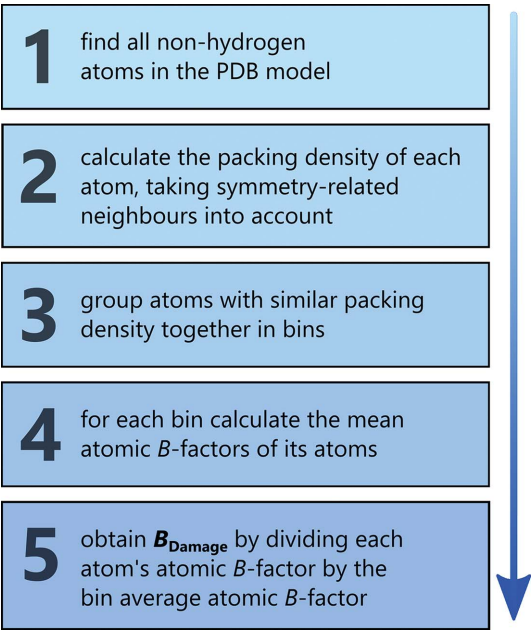 1
find all non-hydrogen
atoms in the PDB model
2
calculate the packing density of each
atom, taking symmetry-related
neighbours into account
3
group atoms with similar packing
density together in bins
4
for each bin calculate the mean
atomic B-factors of its atoms
5
obtain BDamage by dividing each
atom's atomic B-factor by the
bin average atomic B-factor